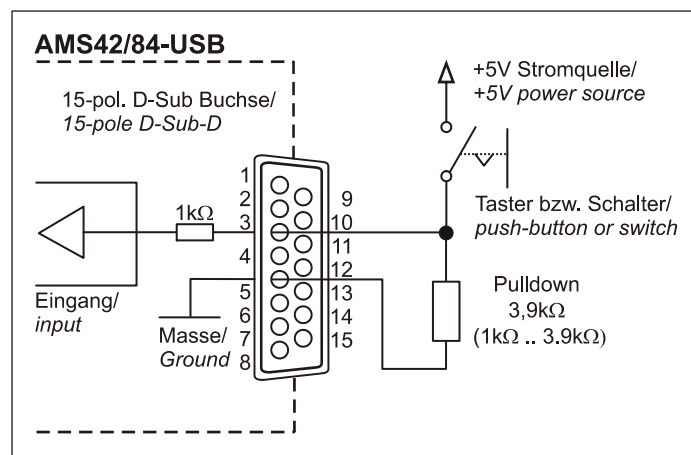 AMS42/84-USB
15-pol. D-Sub Buchse/
15-pole D-Sub-D
+5V Stromquelle/
+5V power source
1
2
3
4
5
6
7
8
9
10
11
12
13
14
15
1kΩ
Taster bzw. Schalter/
push-button or switch
Eingang/
input
Masse/
Ground
Pulldown
3,9kΩ
(1kΩ .. 3.9kΩ)